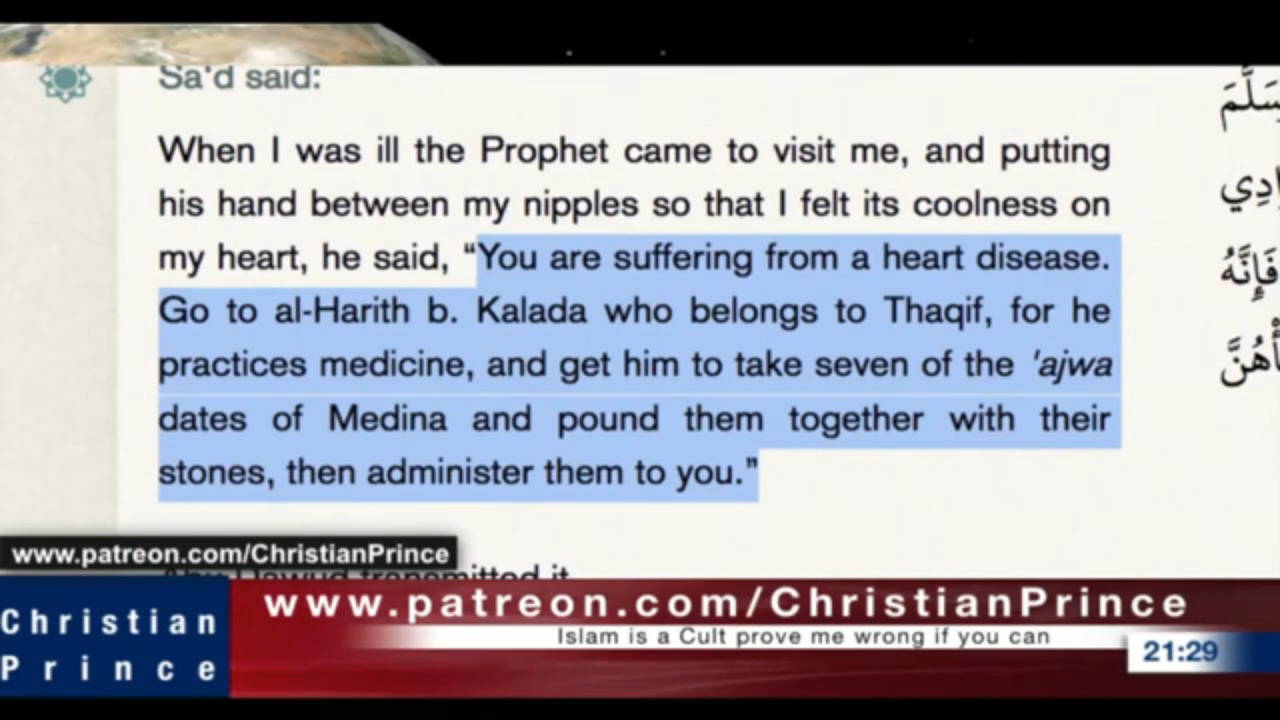 Sa'd said:
When I was ill the Prophet came to visit me, and putting
his hand between my nipples so that I felt its coolness on
my heart, he said, “You are suffering from a heart disease.
Go to al-Harith b. Kalada who belongs to Thaqif, for he
practices medicine, and get him to take seven of the 'ajwa
dates of Medina and pound them together with their
stones, then administer them to you.”
Abu Dawud transmitted it
فَإِنَّهُ
www.patreon.com/ChristianPrince
Christian
Prince
www.patreon.com/ChristianPrince
Islam is a Cult prove me wrong if you can
21:29